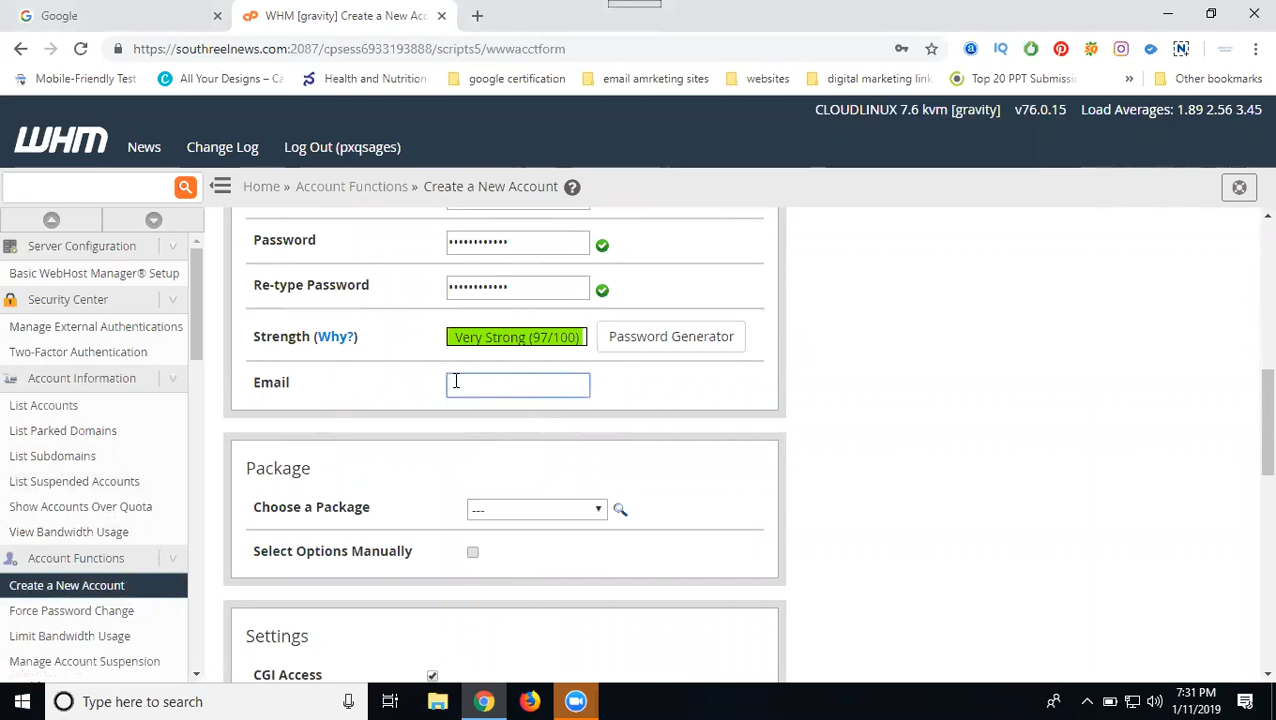 Google
WHM [gravity] Create a New Acc
https://southreelnews.com:2087/cpsess6933193888/scripts5/wwwacctform
Mobile-Friendly Test
All Your Designs – Ca
Health and Nutrition
google certification
email amrketing sites
websites
digital marketing link
Top 20 PPT Submissi
Other bookmarks
CLOUDLINUX 7.6 kvm [gravity] v76.0.15 Load Averages: 1.89 2.56 3.45
WHM News Change Log Log Out (pxqsages)
Home » Account Functions » Create a New Account
Server Configuration
Basic WebHost Manager® Setup
Security Center
Manage External Authentications
Two-Factor Authentication
Account Information
List Accounts
List Parked Domains
List Subdomains
List Suspended Accounts
Show Accounts Over Quota
View Bandwidth Usage
Account Functions
Create a New Account
Force Password Change
Limit Bandwidth Usage
Manage Account Suspension
Password ••••••••••••
Re-type Password ••••••••••••
Strength (Why?) Very Strong (97/100) Password Generator
Email
Package
Choose a Package ---
Select Options Manually
Settings
CGI Access
Type here to search
7:31 PM
1/11/2019